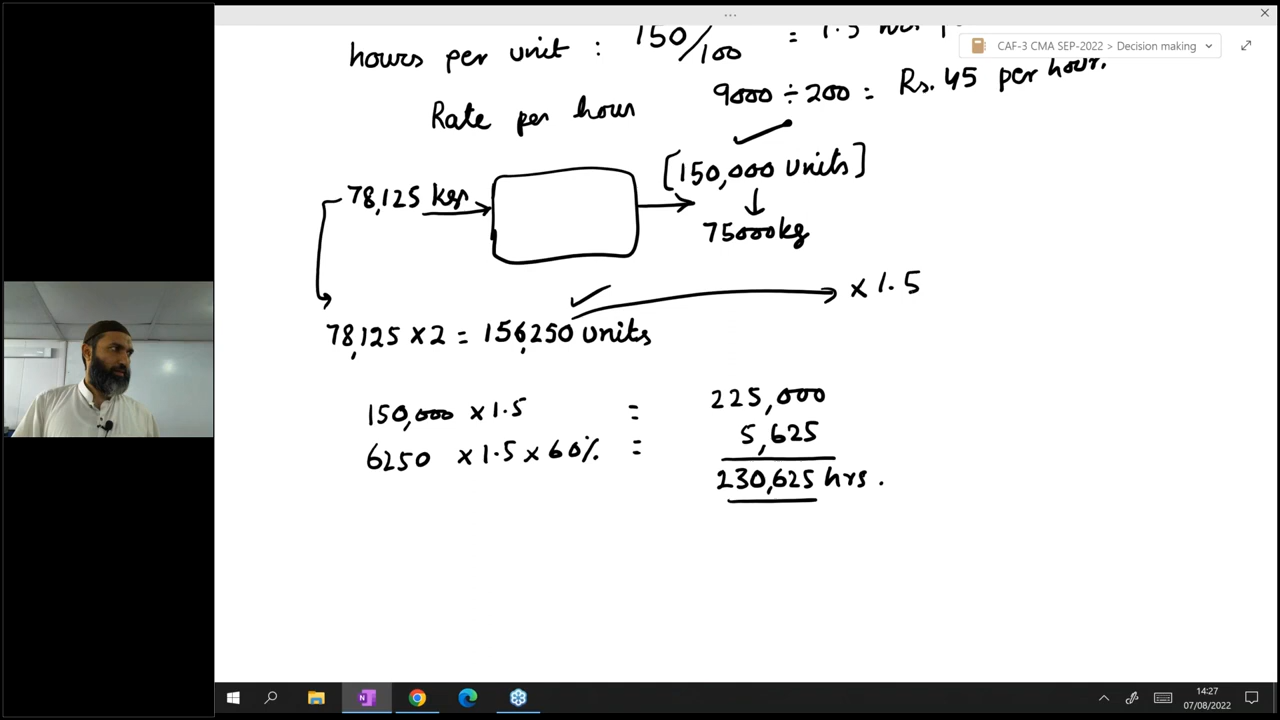 CAF-3 CMA SEP-2022 > Decision making
hours per unit : 150/100 = 1.5
9000 ÷ 200 = Rs. 45 per hour.
Rate per hour
[150,000 units]
78,125 kgs
75000kg
× 1.5
78,125 × 2 = 156,250 units
150,000 × 1.5 = 225,000
6250 × 1.5 × 60% = 5,625
230,625 hrs.
14:27
07/08/2022